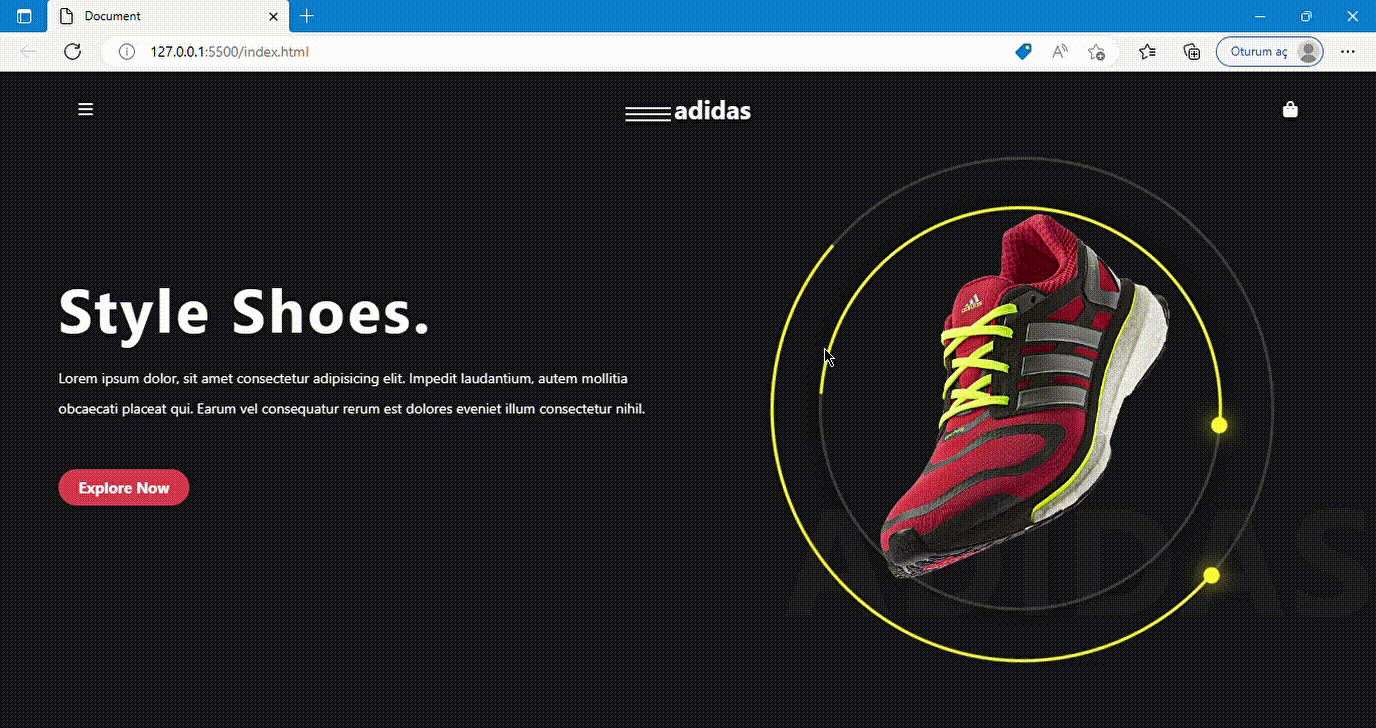 Document
127.0.0.1:5500/index.html
Oturum aç
adidas
Style Shoes.
Lorem ipsum dolor, sit amet consectetur adipisicing elit. Impedit laudantium, autem mollitia
obcaecati placeat qui. Earum vel consequatur rerum est dolores eveniet illum consectetur nihil.
Explore Now
adidas
ADIDAS